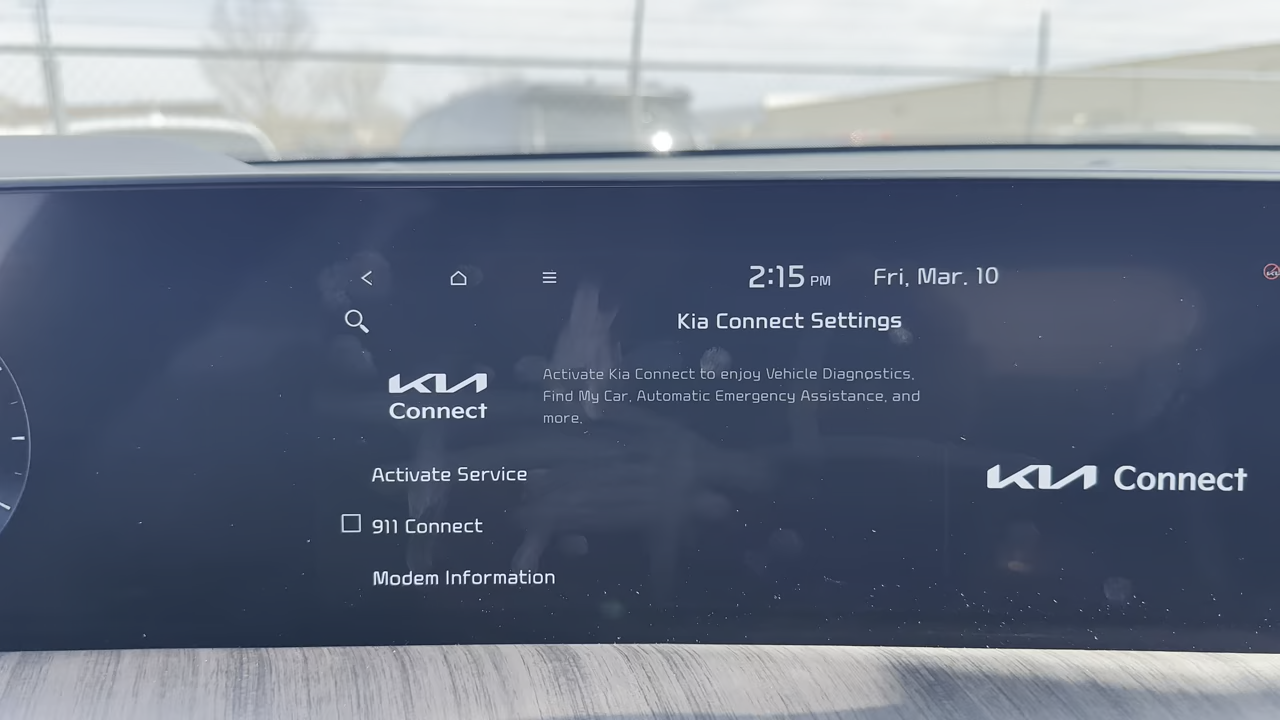 2:15 PM Fri, Mar. 10
Kia Connect Settings
KIA
Connect
Activate Kia Connect to enjoy Vehicle Diagnostics,
Find My Car, Automatic Emergency Assistance, and
more.
Activate Service
911 Connect
Modem Information
KIA Connect